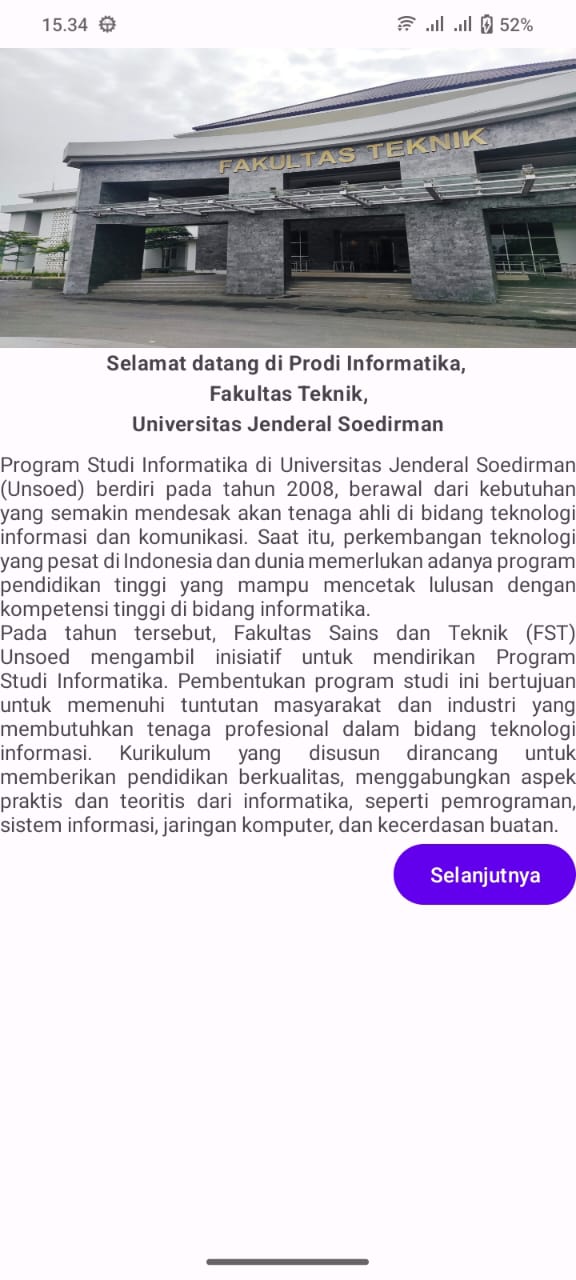 15.34
52%
FAKULTAS TEKNIK
Selamat datang di Prodi Informatika,
Fakultas Teknik,
Universitas Jenderal Soedirman
Program Studi Informatika di Universitas Jenderal Soedirman
(Unsoed) berdiri pada tahun 2008, berawal dari kebutuhan
yang semakin mendesak akan tenaga ahli di bidang teknologi
informasi dan komunikasi. Saat itu, perkembangan teknologi
yang pesat di Indonesia dan dunia memerlukan adanya program
pendidikan tinggi yang mampu mencetak lulusan dengan
kompetensi tinggi di bidang informatika.
Pada tahun tersebut, Fakultas Sains dan Teknik (FST)
Unsoed mengambil inisiatif untuk mendirikan Program
Studi Informatika. Pembentukan program studi ini bertujuan
untuk memenuhi tuntutan masyarakat dan industri yang
membutuhkan tenaga profesional dalam bidang teknologi
informasi. Kurikulum yang disusun dirancang untuk
memberikan pendidikan berkualitas, menggabungkan aspek
praktis dan teoritis dari informatika, seperti pemrograman,
sistem informasi, jaringan komputer, dan kecerdasan buatan.
Selanjutnya